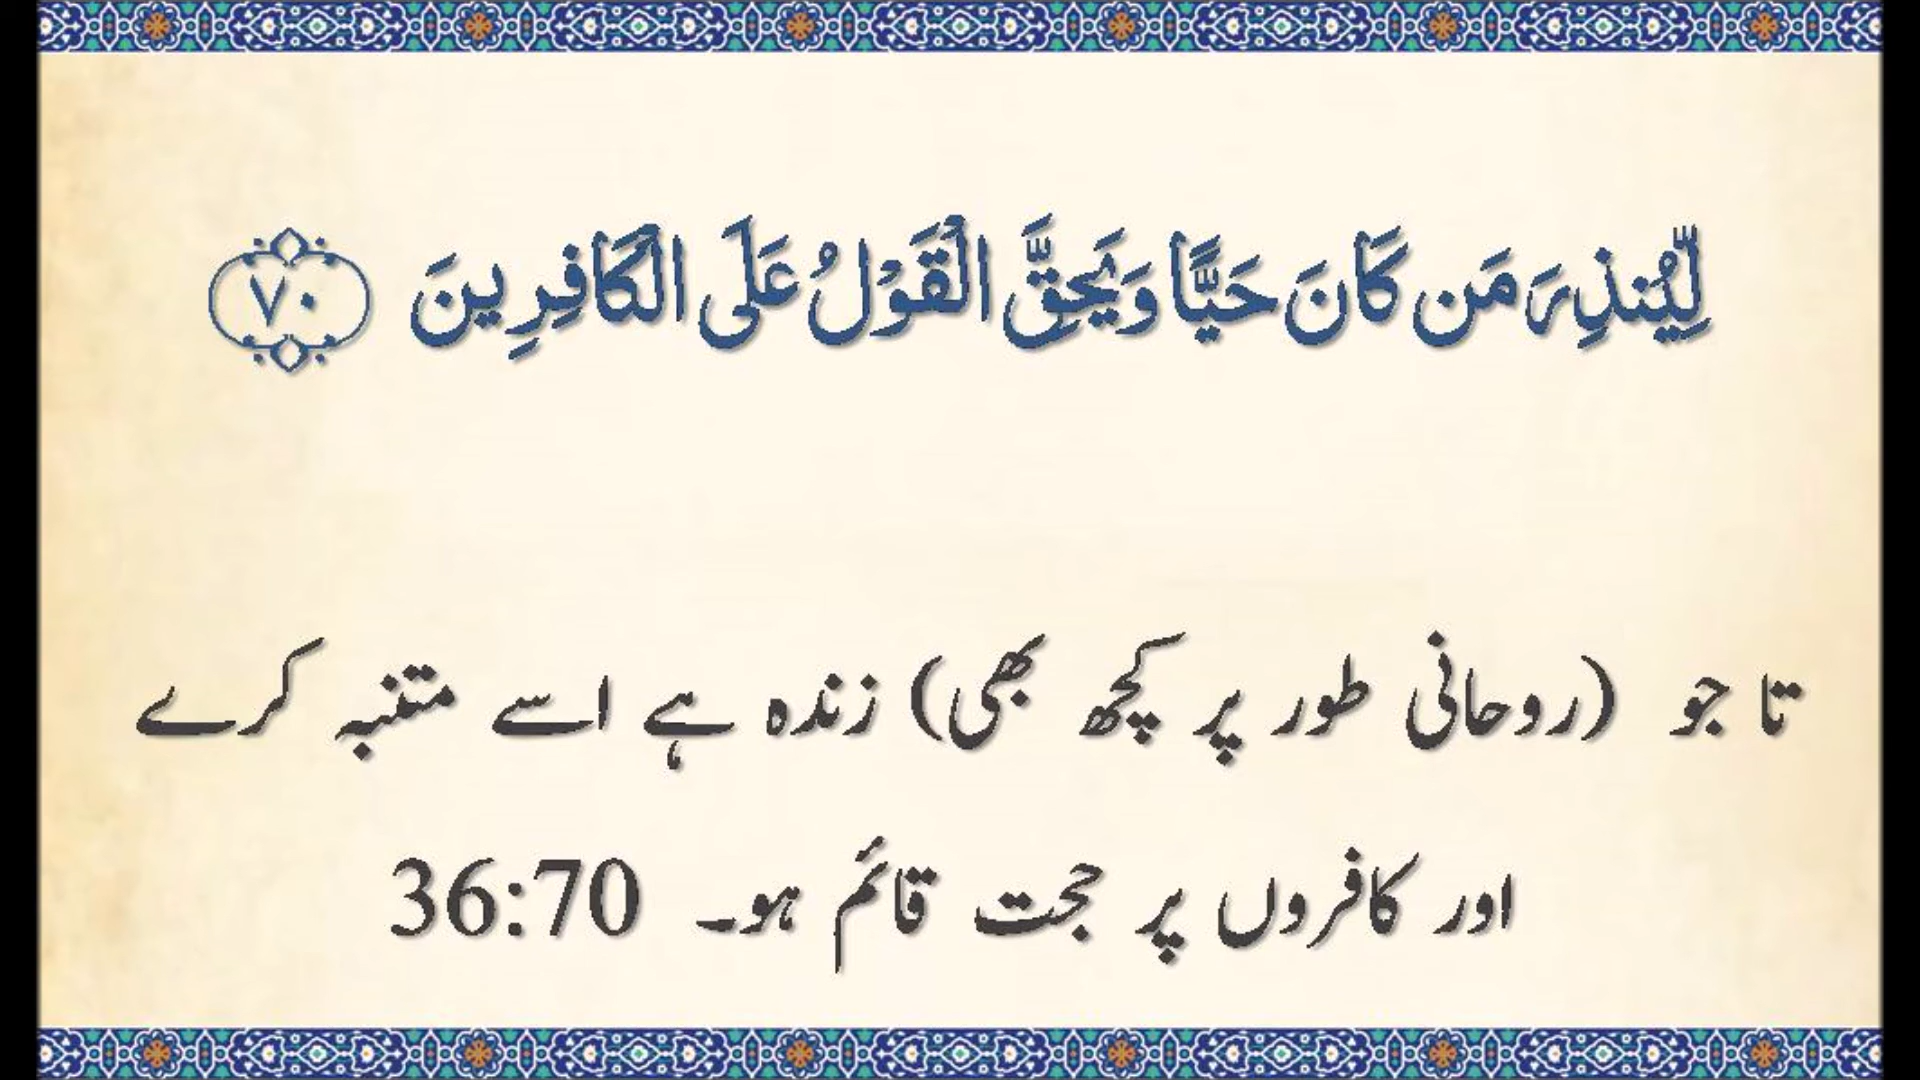 لِّيُنذِرَ مَن كَانَ حَيًّا وَيَحِقَّ الْقَوْلُ عَلَى الْكَافِرِينَ ﴿٧٠﴾
تا جو (روحانی طور پر کچھ بھی) زندہ ہے اسے متنبہ کرے
اور کافروں پر حجت قائم ہو۔ 36:70